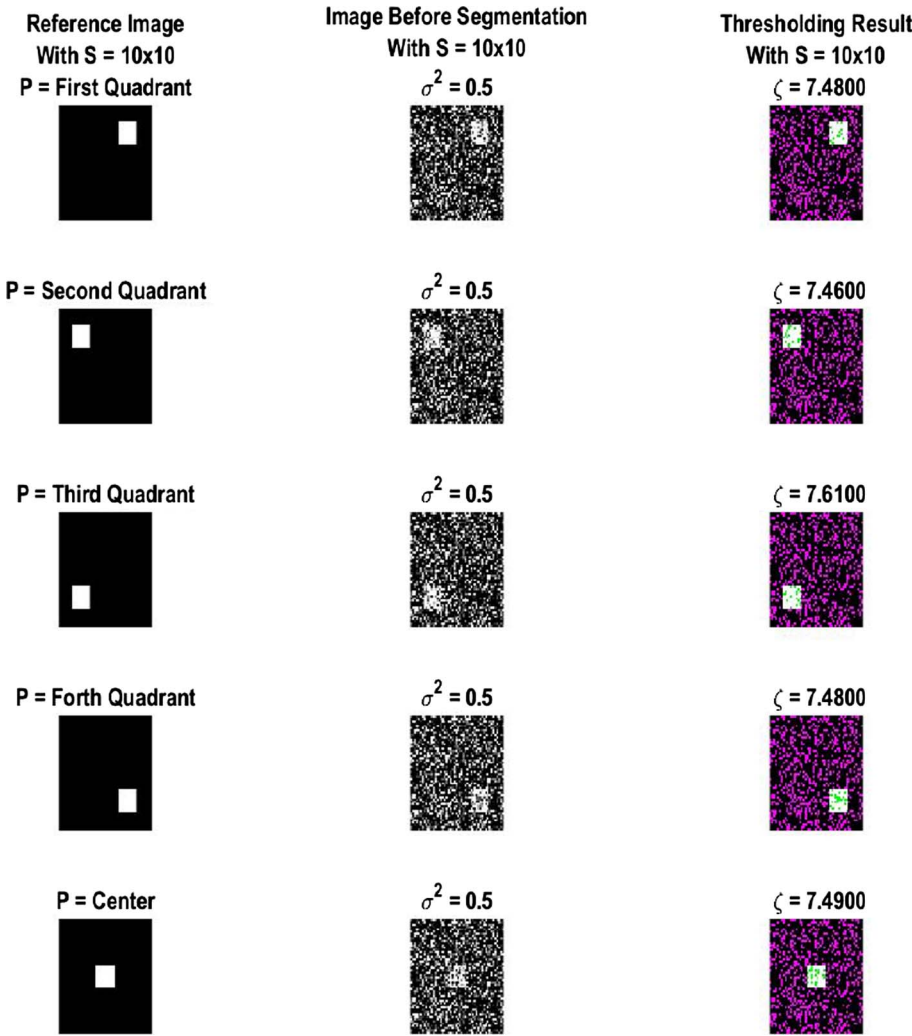 Reference Image
With S = 10x10
P = First Quadrant
Image Before Segmentation
With S = 10x10
σ² = 0.5
Thresholding Result
With S = 10x10
ζ = 7.4800
P = Second Quadrant
σ² = 0.5
ζ = 7.4600
P = Third Quadrant
σ² = 0.5
ζ = 7.6100
P = Forth Quadrant
σ² = 0.5
ζ = 7.4800
P = Center
σ² = 0.5
ζ = 7.4900